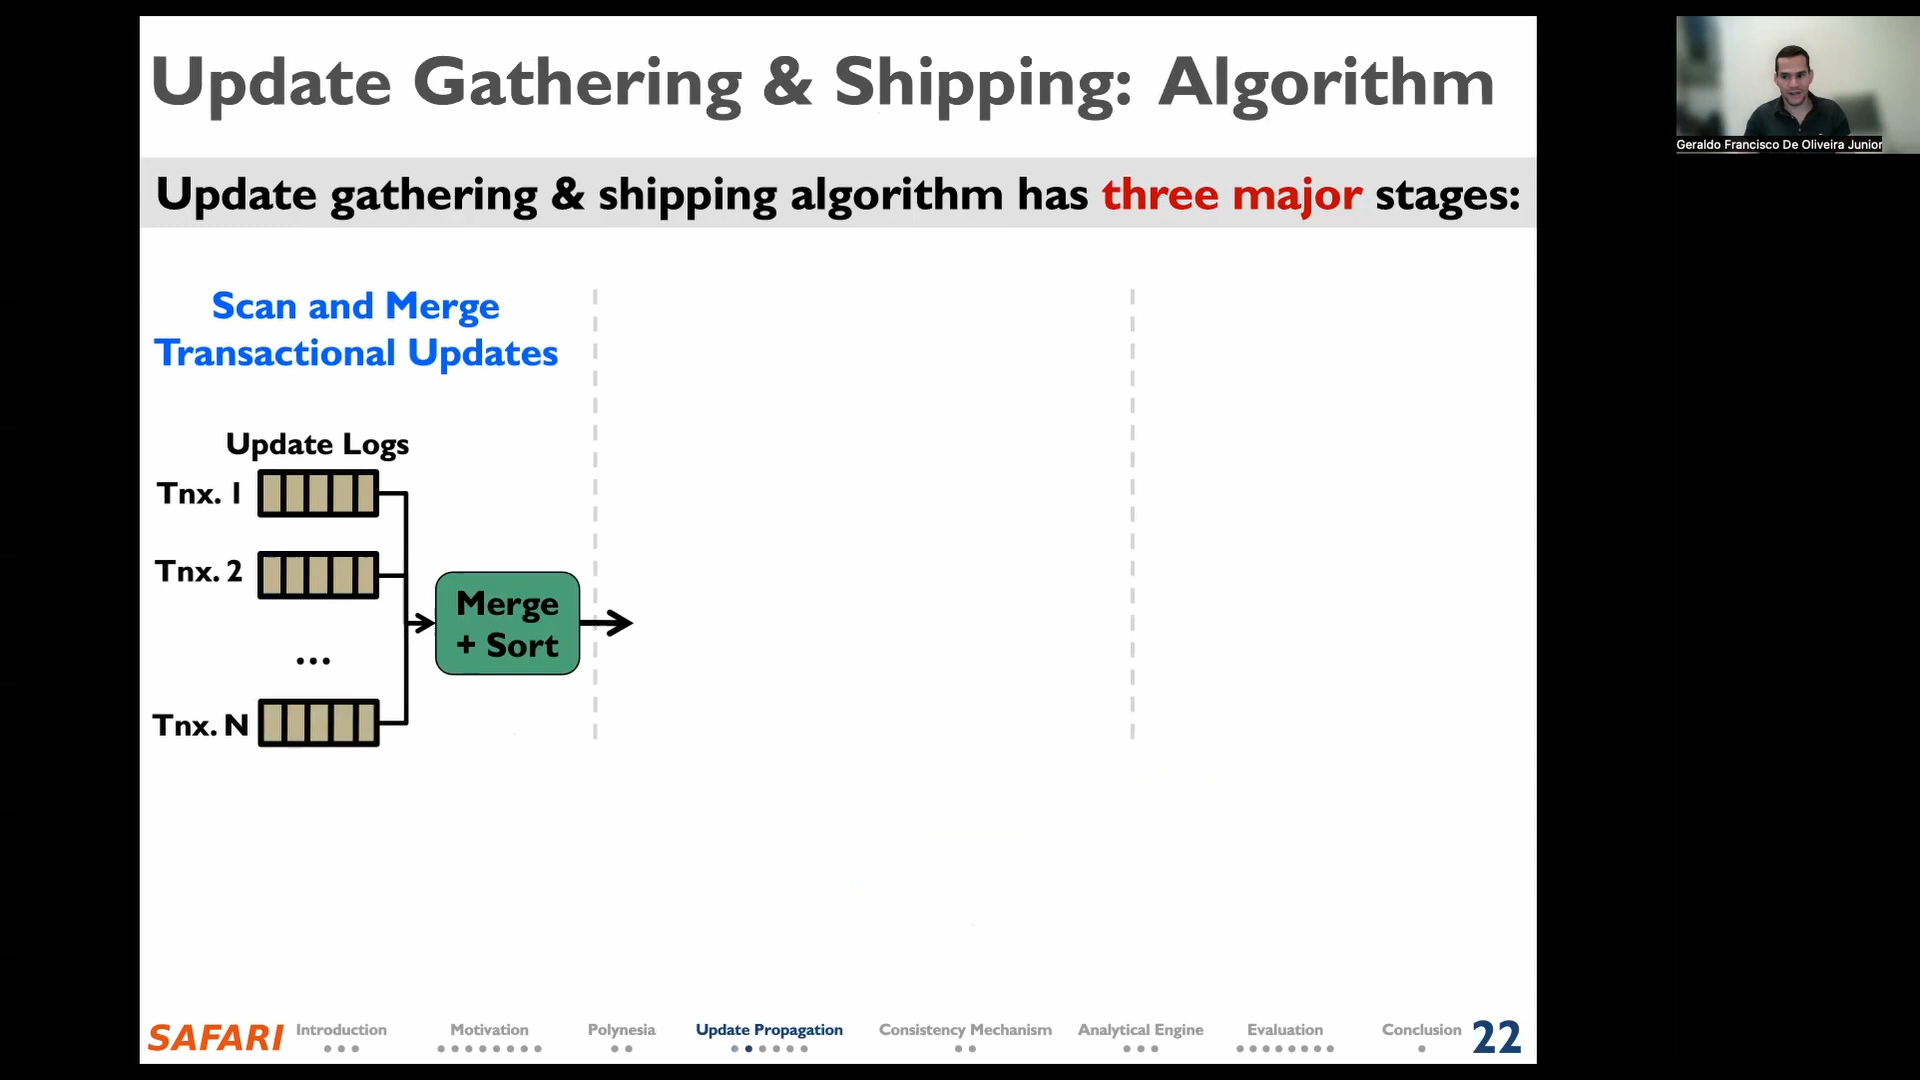 Update Gathering & Shipping: Algorithm
Geraldo Francisco De Oliveira Junior
Update gathering & shipping algorithm has three major stages:
Scan and Merge
Transactional Updates
Update Logs
Tnx. 1
Tnx. 2
...
Tnx. N
Merge
+ Sort
SAFARI
Introduction
Motivation
Polynesia
Update Propagation
Consistency Mechanism
Analytical Engine
Evaluation
Conclusion
22